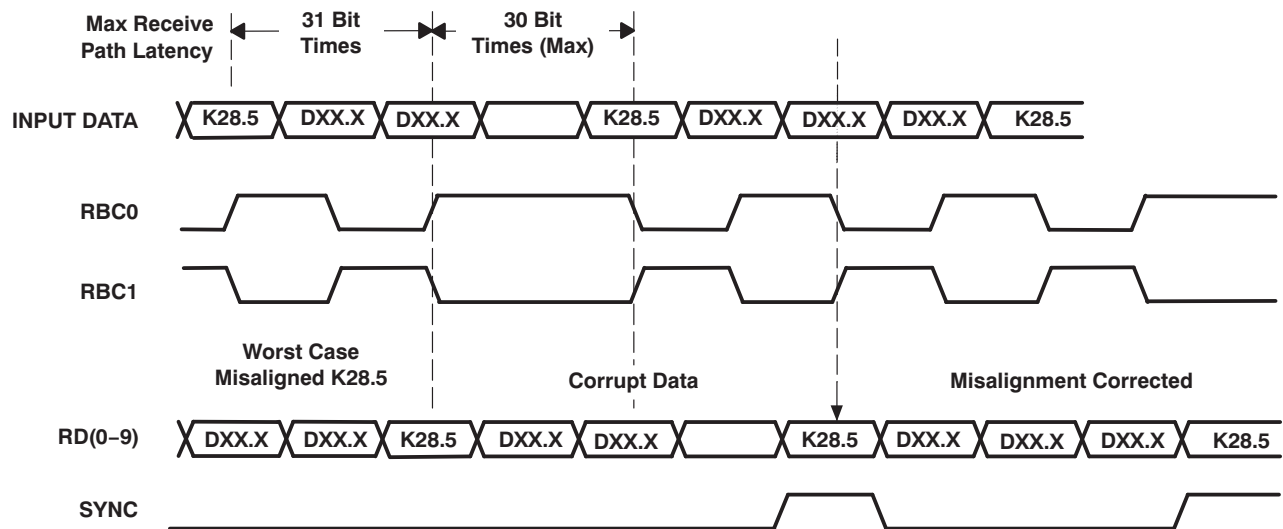 Max Receive
Path Latency
31 Bit
Times
30 Bit
Times (Max)
INPUT DATA
K28.5 DXX.X DXX.X K28.5 DXX.X DXX.X DXX.X K28.5
RBC0
RBC1
Worst Case
Misaligned K28.5
Corrupt Data
Misalignment Corrected
RD(0−9)
DXX.X DXX.X K28.5 DXX.X DXX.X K28.5 DXX.X DXX.X DXX.X K28.5
SYNC